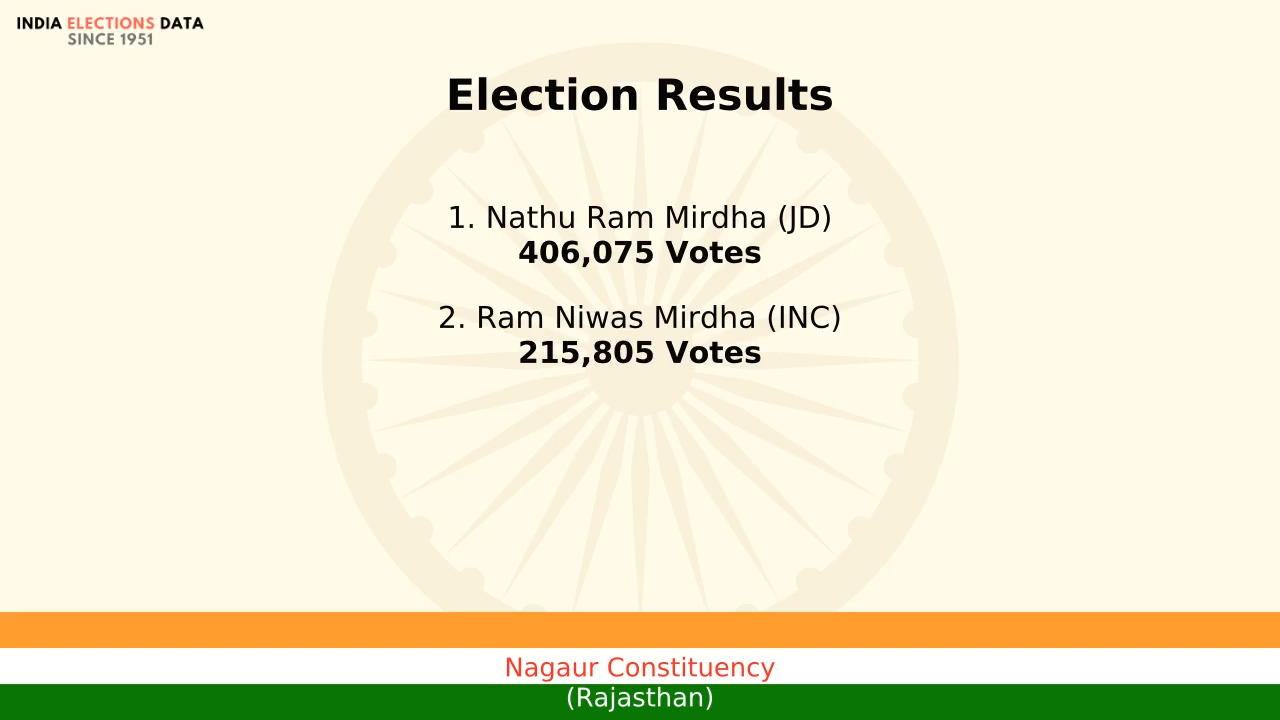 INDIA ELECTIONS DATA
SINCE 1951
Election Results
1. Nathu Ram Mirdha (JD)
406,075 Votes
2. Ram Niwas Mirdha (INC)
215,805 Votes
Nagaur Constituency
(Rajasthan)